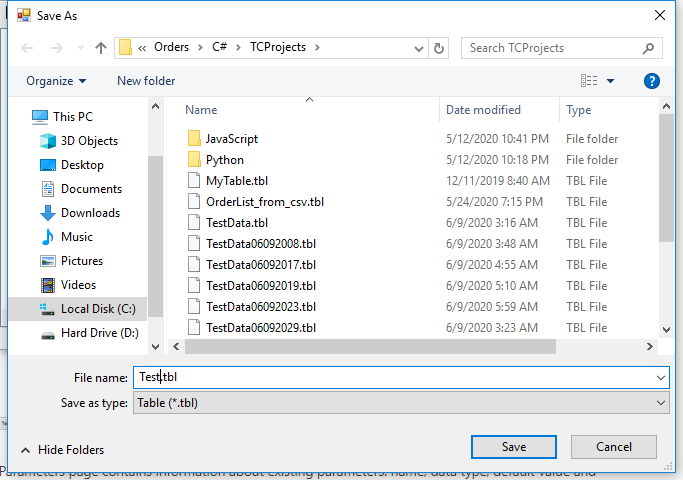 Save As
« Orders > C# > TCProjects >
Search TCProjects
Organize
New folder
?
This PC
3D Objects
Desktop
Documents
Downloads
Music
Pictures
Videos
Local Disk (C:)
Hard Drive (D:)
Name Date modified Type
JavaScript 5/12/2020 10:41 PM File folder
Python 5/12/2020 10:18 PM File folder
MyTable.tbl 12/11/2019 8:40 AM TBL File
OrderList_from_csv.tbl 5/24/2020 7:15 PM TBL File
TestData.tbl 6/9/2020 3:16 AM TBL File
TestData06092008.tbl 6/9/2020 3:48 AM TBL File
TestData06092017.tbl 6/9/2020 4:55 AM TBL File
TestData06092019.tbl 6/9/2020 5:10 AM TBL File
TestData06092023.tbl 6/9/2020 5:59 AM TBL File
TestData06092029.tbl 6/9/2020 3:23 AM TBL File
File name: Test.tbl
Save as type: Table (*.tbl)
Hide Folders
Save
Cancel
Parameters page contains information about existing parameters: name, data type, default value and